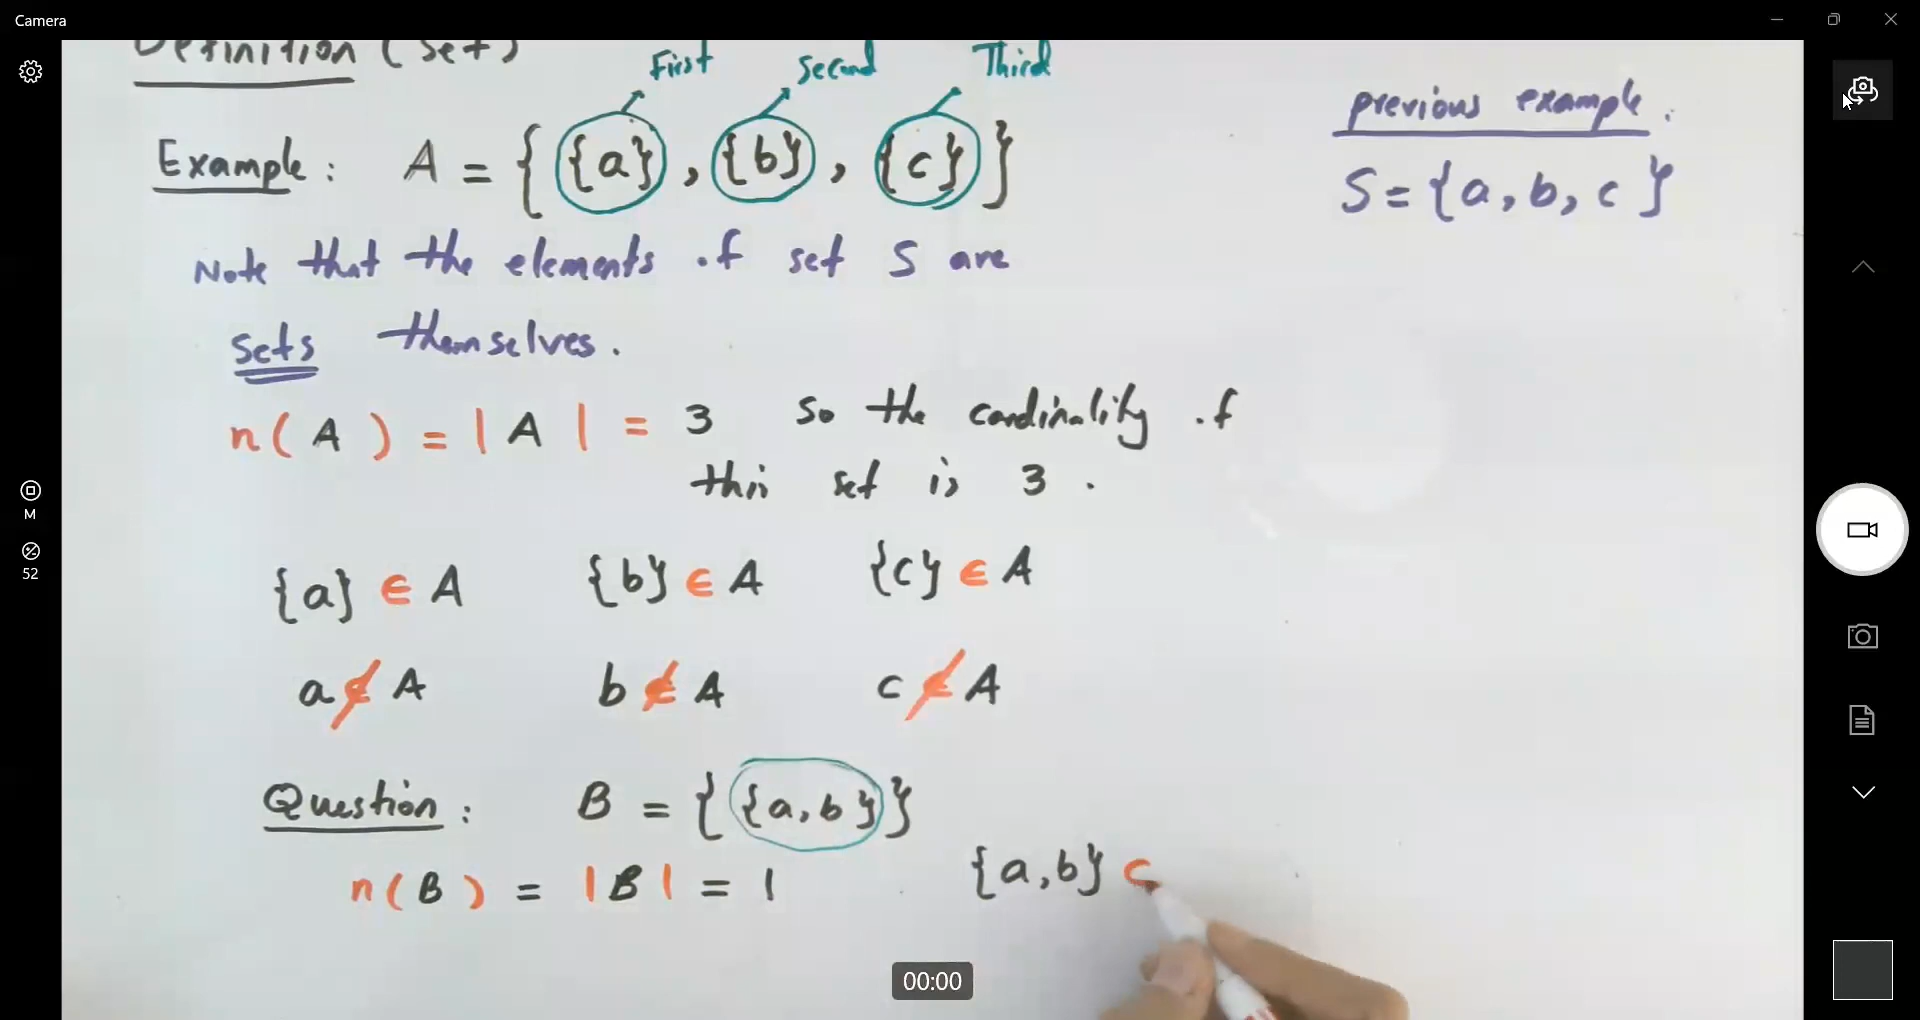 Camera
Definition (Set)
First Second Third
Example: A = { {a}, {b}, {c} }
previous example.
S = {a, b, c}
Note that the elements of set S are
sets themselves.
n(A) = |A| = 3 so the cardinality of
this set is 3.
{a} ∈ A {b} ∈ A {c} ∈ A
a ∉ A b ∉ A c ∉ A
Question: B = { {a,b} }
n(B) = |B| = 1 {a,b}
M
52
00:00